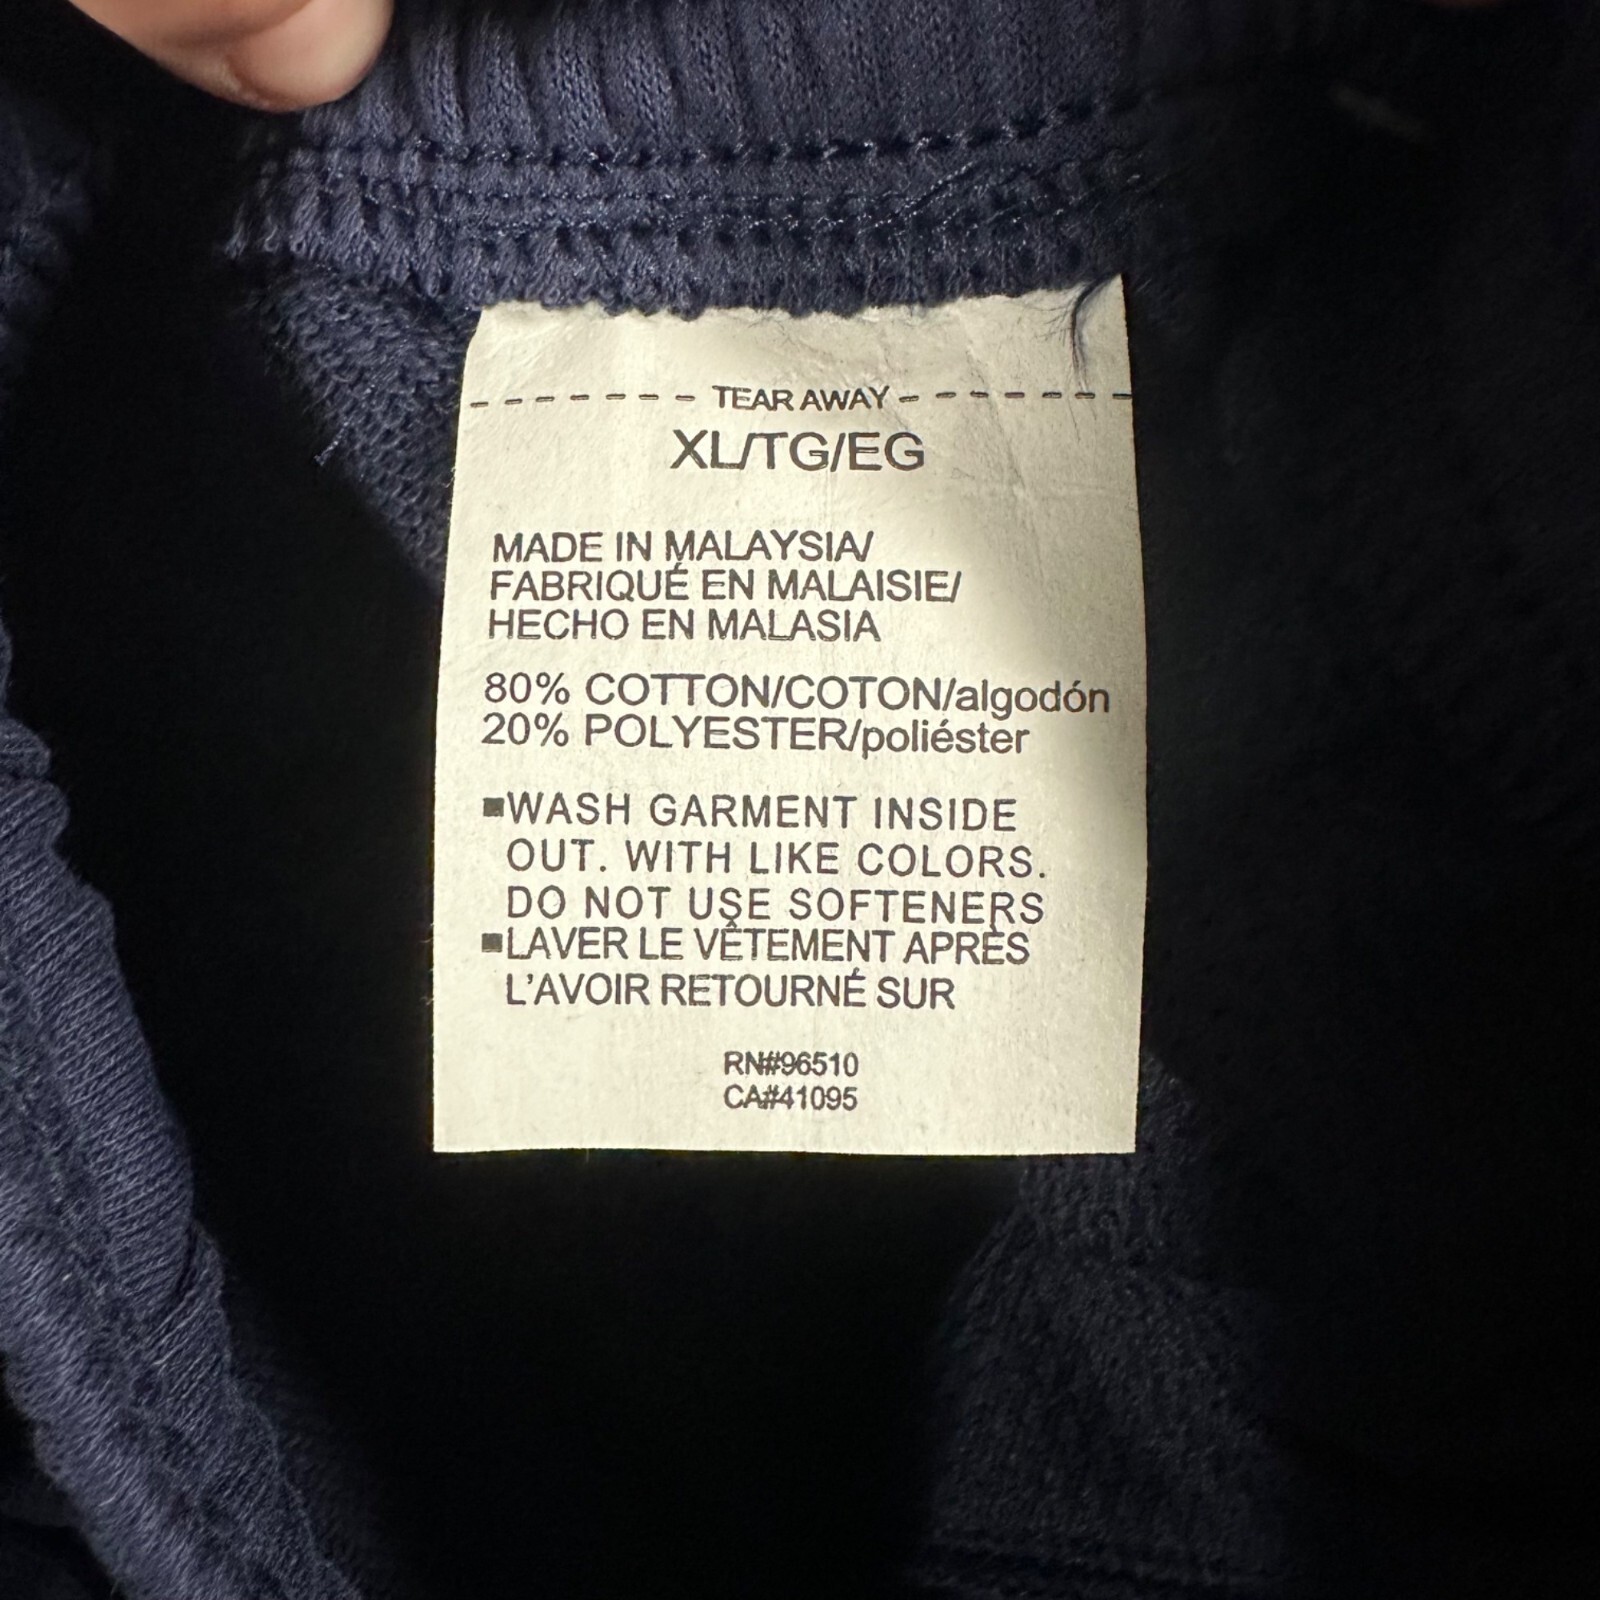 TEAR AWAY
XL/TG/EG
MADE IN MALAYSIA/
FABRIQUÉ EN MALAISIE/
HECHO EN MALASIA
80% COTTON/COTON/algodón
20% POLYESTER/poliéster
▪WASH GARMENT INSIDE
OUT. WITH LIKE COLORS.
DO NOT USE SOFTENERS
▪LAVER LE VÊTEMENT APRÈS
L'AVOIR RETOURNÉ SUR
RN#96510
CA#41095